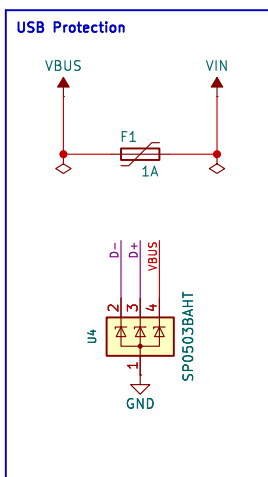 USB Protection
VBUS
VIN
F1
1A
D-
D+
VBUS
2
3
4
U4
SP0503BAHT
1
GND